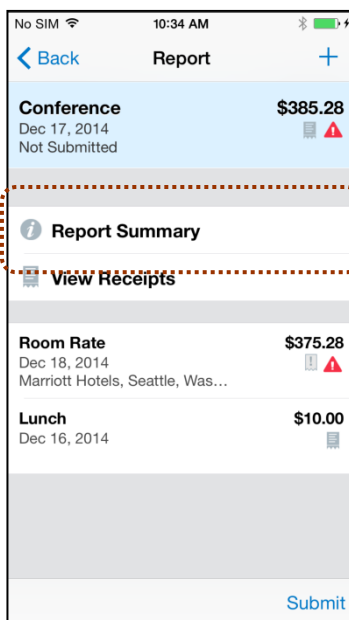 No SIM 10:34 AM
Back Report +
Conference $385.28
Dec 17, 2014
Not Submitted
Report Summary
View Receipts
Room Rate $375.28
Dec 18, 2014
Marriott Hotels, Seattle, Was...
Lunch $10.00
Dec 16, 2014
Submit